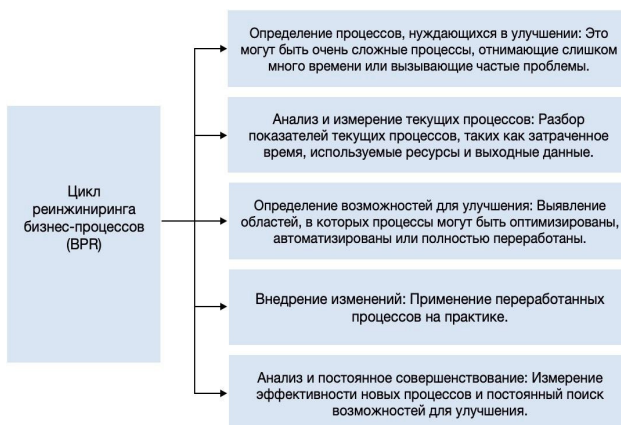 Цикл
реинжиниринга
бизнес-процессов
(BPR)
Определение процессов, нуждающихся в улучшении: Это
могут быть очень сложные процессы, отнимающие слишком
много времени или вызывающие частые проблемы.
Анализ и измерение текущих процессов: Разбор
показателей текущих процессов, таких как затраченное
время, используемые ресурсы и выходные данные.
Определение возможностей для улучшения: Выявление
областей, в которых процессы могут быть оптимизированы,
автоматизированы или полностью переработаны.
Внедрение изменений: Применение переработанных
процессов на практике.
Анализ и постоянное совершенствование: Измерение
эффективности новых процессов и постоянный поиск
возможностей для улучшения.